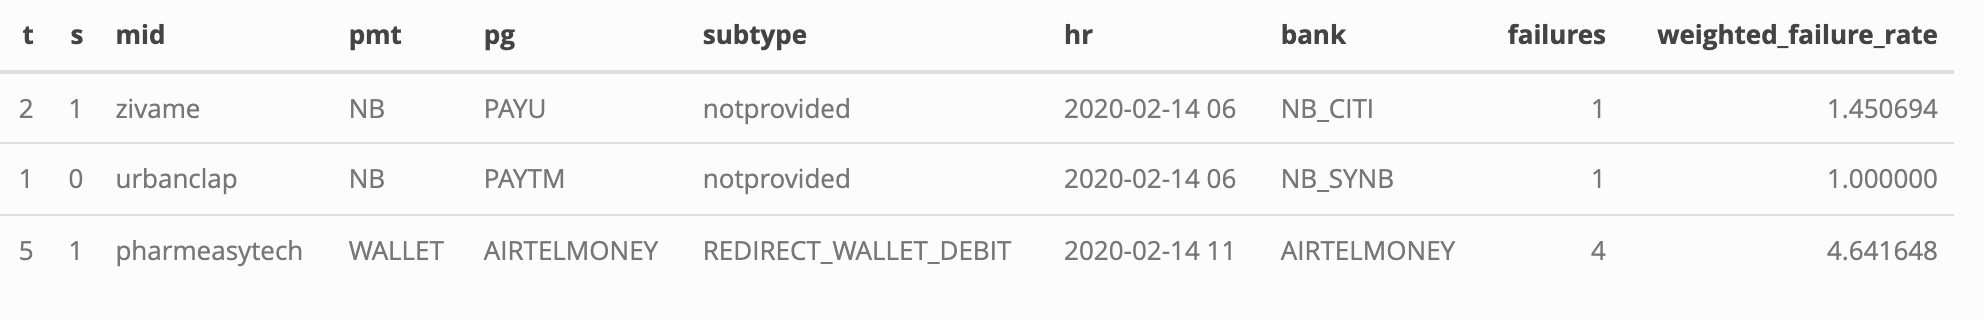 t s mid pmt pg subtype hr bank failures weighted_failure_rate
2 1 zivame NB PAYU notprovided 2020-02-14 06 NB_CITI 1 1.450694
1 0 urbanclap NB PAYTM notprovided 2020-02-14 06 NB_SYNB 1 1.000000
5 1 pharmeasytech WALLET AIRTELMONEY REDIRECT_WALLET_DEBIT 2020-02-14 11 AIRTELMONEY 4 4.641648